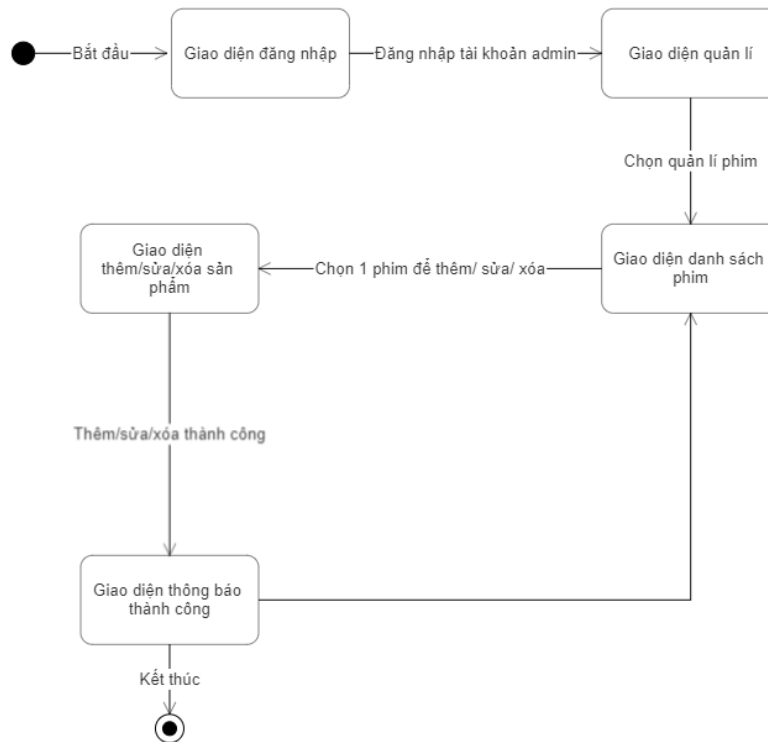 Bắt đầu
Giao diện đăng nhập
Đăng nhập tài khoản admin
Giao diện quản lí
Chọn quản lí phim
Giao diện
thêm/sửa/xóa sản
phẩm
Chọn 1 phim để thêm/ sửa/ xóa
Giao diện danh sách
phim
Thêm/sửa/xóa thành công
Giao diện thông báo
thành công
Kết thúc